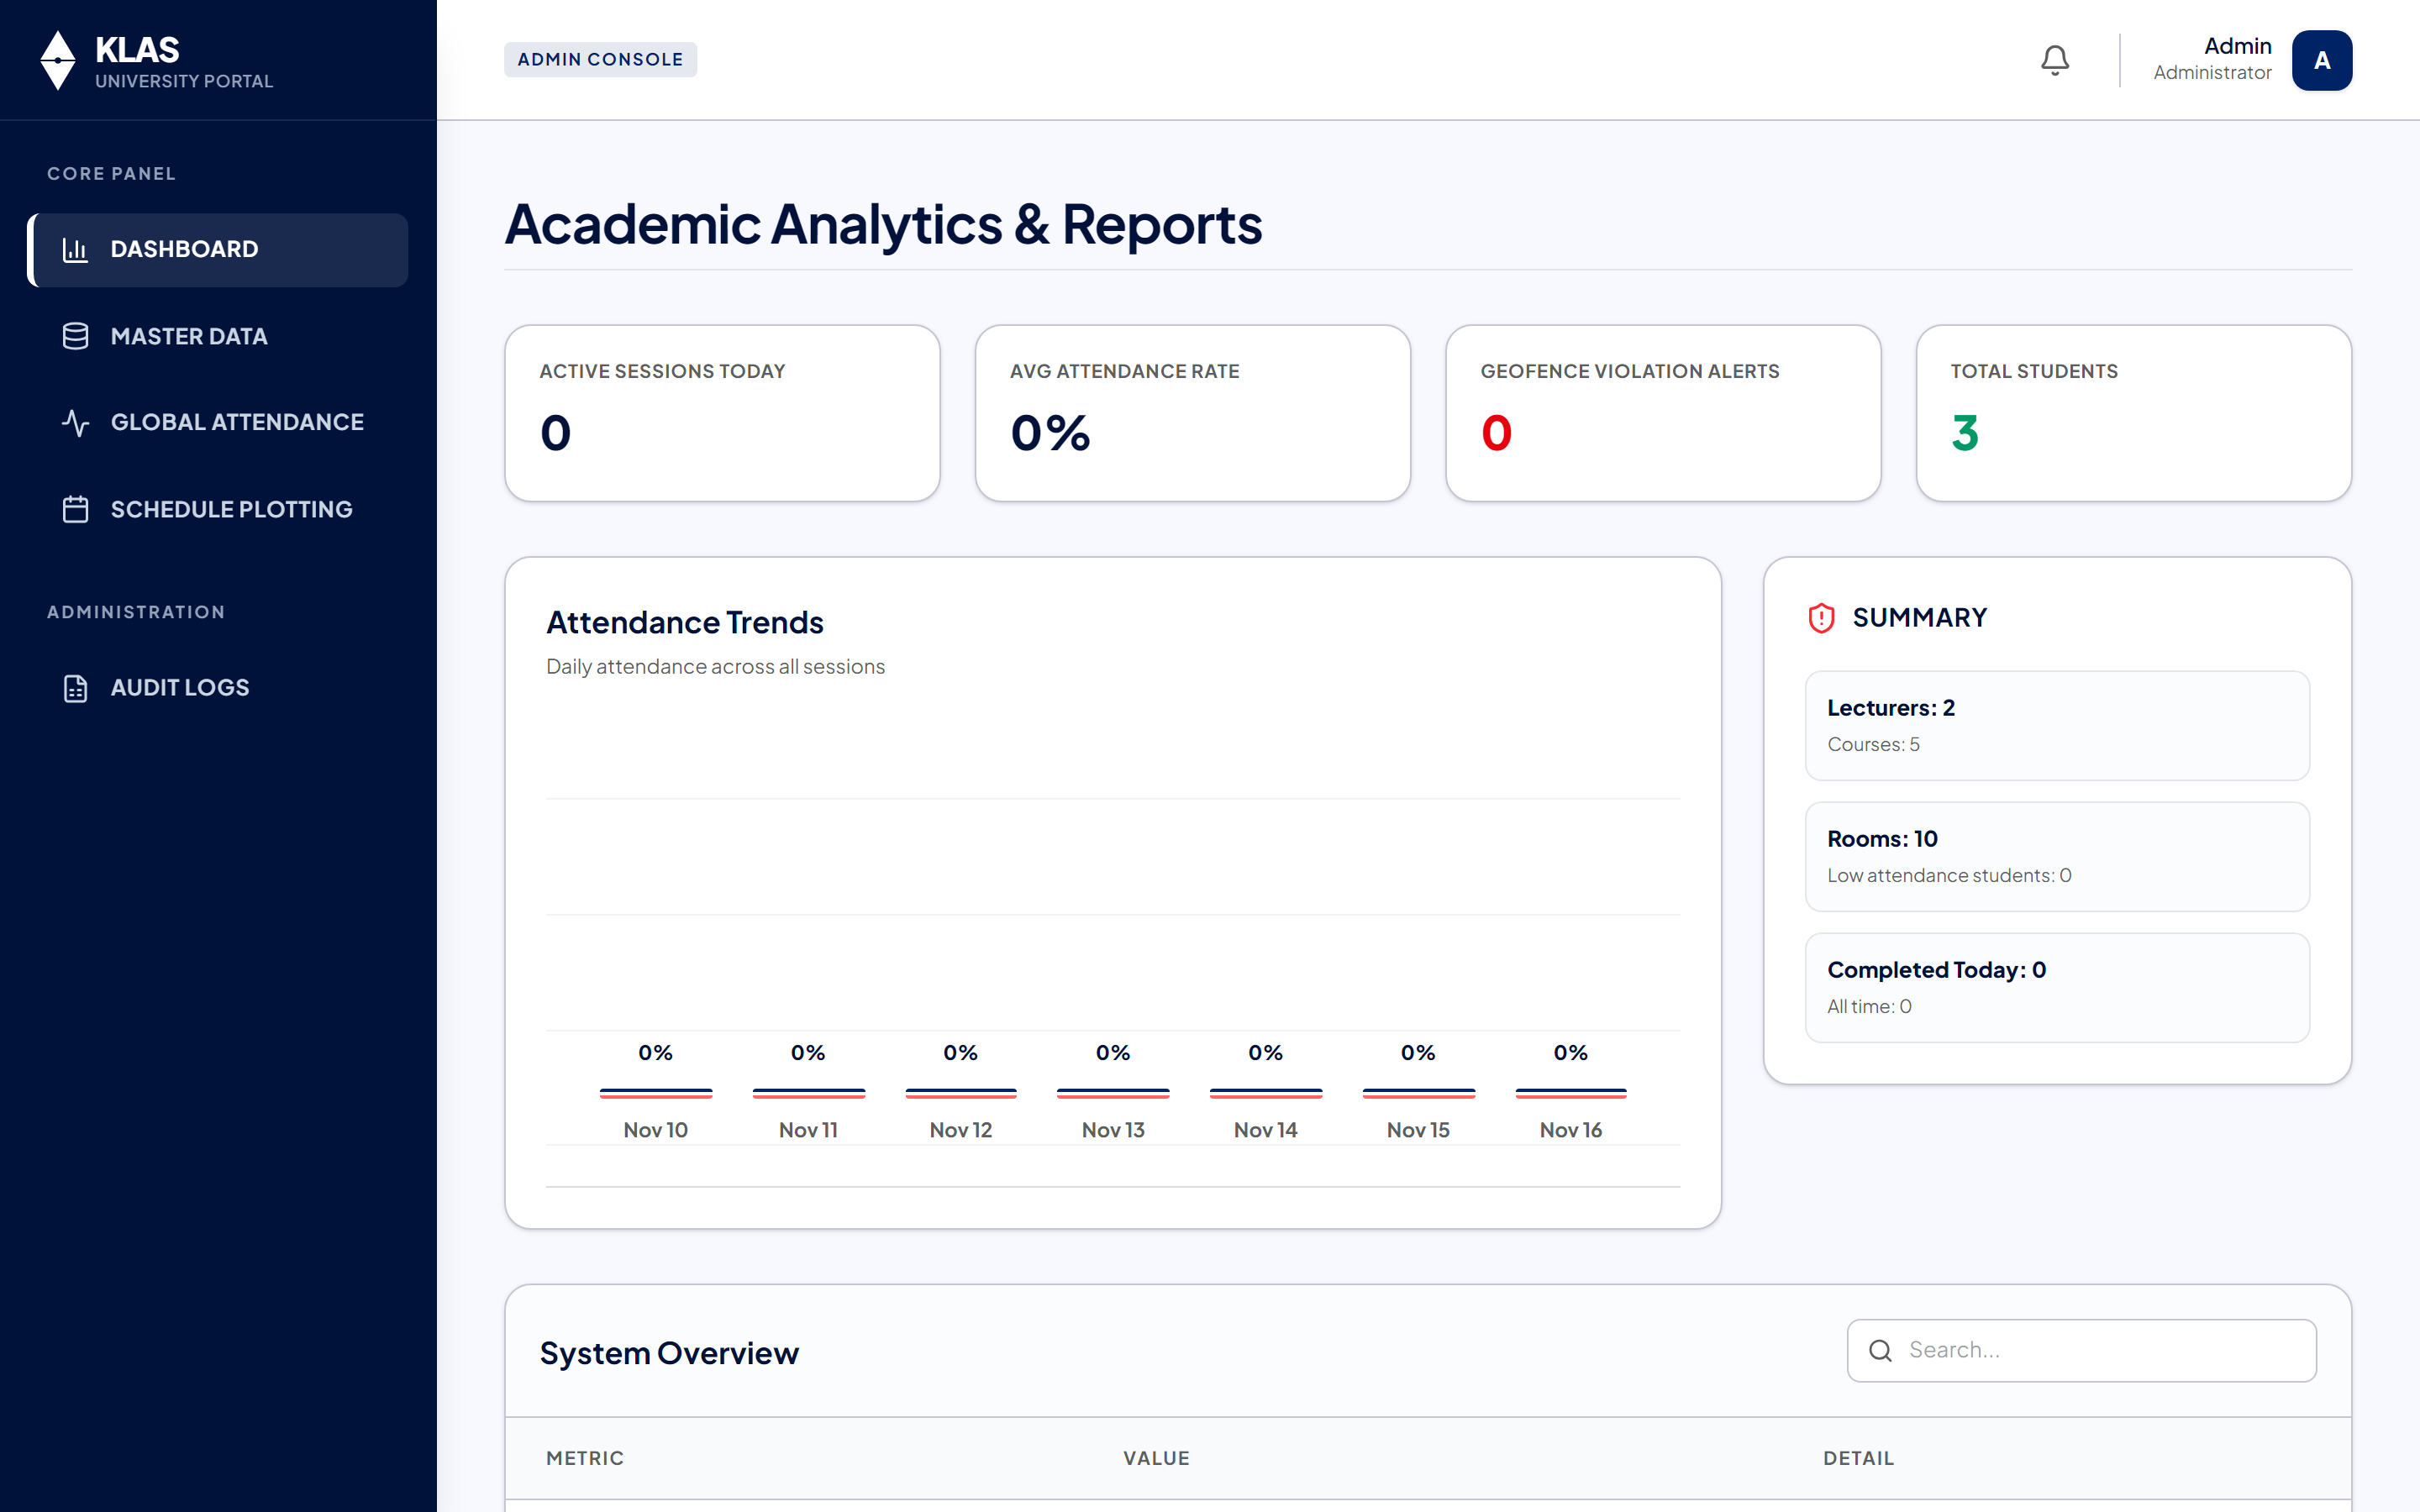 KLAS
UNIVERSITY PORTAL
CORE PANEL
DASHBOARD
MASTER DATA
GLOBAL ATTENDANCE
SCHEDULE PLOTTING
ADMINISTRATION
AUDIT LOGS
ADMIN CONSOLE
Admin
Administrator
A
Academic Analytics & Reports
ACTIVE SESSIONS TODAY
0
AVG ATTENDANCE RATE
0%
GEOFENCE VIOLATION ALERTS
0
TOTAL STUDENTS
3
Attendance Trends
Daily attendance across all sessions
0% 0% 0% 0% 0% 0% 0%
Nov 10 Nov 11 Nov 12 Nov 13 Nov 14 Nov 15 Nov 16
SUMMARY
Lecturers: 2
Courses: 5
Rooms: 10
Low attendance students: 0
Completed Today: 0
All time: 0
System Overview
Search...
METRIC VALUE DETAIL